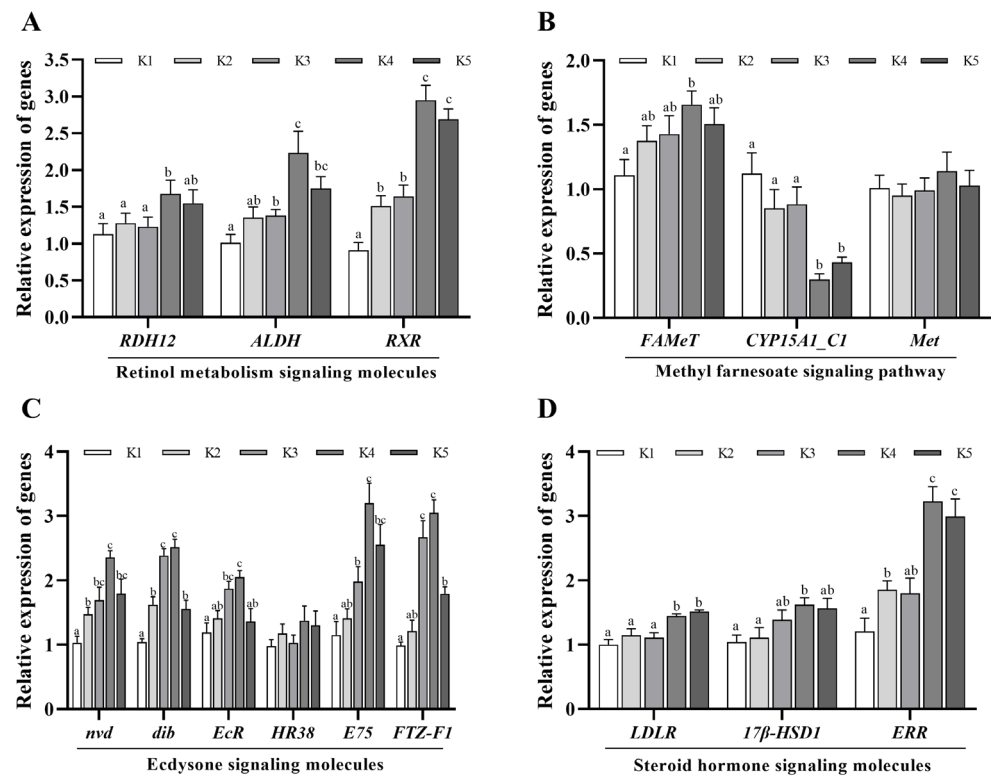 A
K1 K2 K3 K4 K5
Relative expression of genes
3.5
3.0
2.5
2.0
1.5
1.0
0.5
0.0
a a a b ab
a ab b c bc
a b b c c
RDH12 ALDH RXR
Retinol metabolism signaling molecules
B
K1 K2 K3 K4 K5
Relative expression of genes
2.0
1.5
1.0
0.5
0.0
a ab ab b ab
a a a b b
FAMeT CYP15A1_C1 Met
Methyl farnesoate signaling pathway
C
K1 K2 K3 K4 K5
Relative expression of genes
4
3
2
1
0
a b bc c bc
a b c c b
a ab bc c ab
a ab b c bc
a ab c c b
nvd dib EcR HR38 E75 FTZ-F1
Ecdysone signaling molecules
D
K1 K2 K3 K4 K5
Relative expression of genes
4
3
2
1
0
a a a b b
a a ab b ab
a b ab c c
LDLR 17β-HSD1 ERR
Steroid hormone signaling molecules